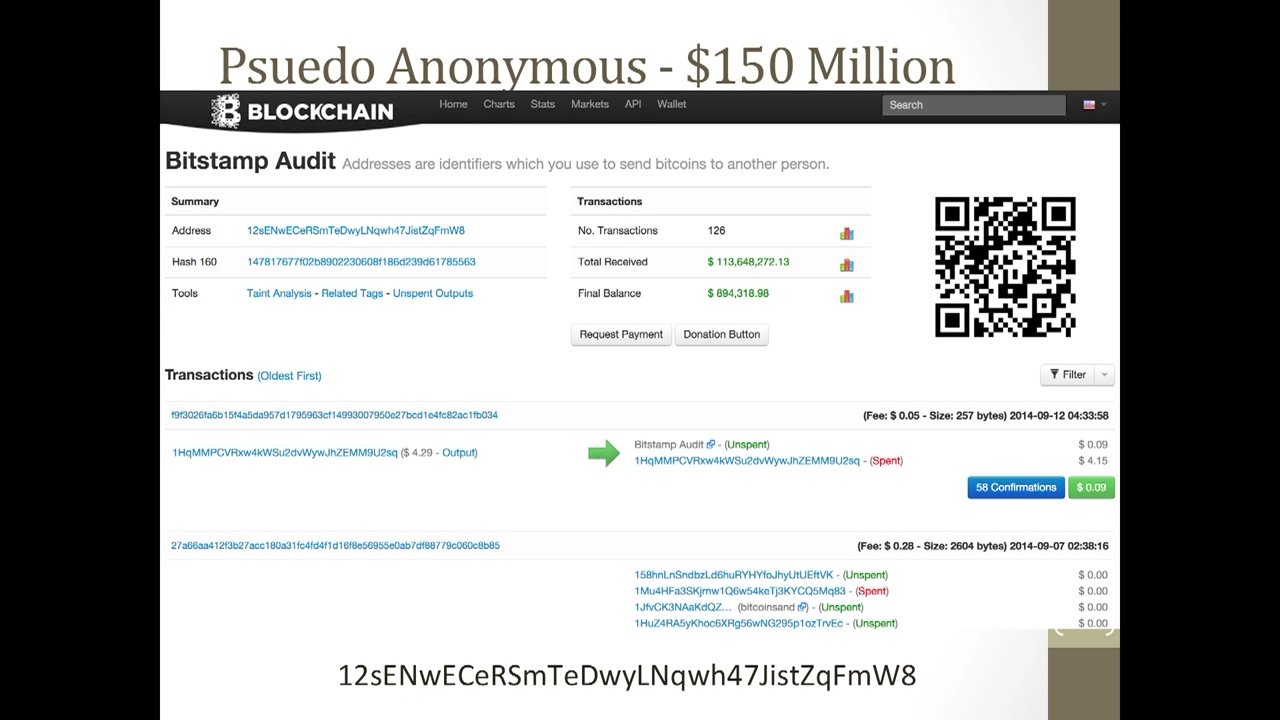 Psuedo Anonymous - $150 Million
BLOCKCHAIN Home Charts Stats Markets API Wallet Search
Bitstamp Audit Addresses are identifiers which you use to send bitcoins to another person.
Summary
Address 12sENwECeRSmTeDwyLNqwh47JistZqFmW8
Hash 160 147817677f02b8902230608f186d239d61785563
Tools Taint Analysis - Related Tags - Unspent Outputs
Transactions
No. Transactions 126
Total Received $ 113,648,272.13
Final Balance $ 894,318.98
Request Payment Donation Button
Transactions (Oldest First) Filter
f9f3026fa6b15f4a5da957d1795963cf14993007950e27bcd1e4fc82ac1fb034 (Fee: $ 0.05 - Size: 257 bytes) 2014-09-12 04:33:58
1HqMMPCVRxw4kWSu2dvWywJhZEMM9U2sq ($ 4.29 - Output)
Bitstamp Audit - (Unspent) $ 0.09
1HqMMPCVRxw4kWSu2dvWywJhZEMM9U2sq - (Spent) $ 4.15
58 Confirmations $ 0.09
27a66aa412f3b27acc180a31fc4fd4f1d16f8e56955e0ab7df88779c060c8b85 (Fee: $ 0.28 - Size: 2604 bytes) 2014-09-07 02:38:16
158hnLnSndbzLd6huRYHYfoJhyUtUEftVK - (Unspent) $ 0.00
1Mu4HFa3SKjrnw1Q6w54keTj3KYCQ5Mq83 - (Spent) $ 0.00
1JfvCK3NAaKdQZ... (bitcoinsand) - (Unspent) $ 0.00
1HuZ4RA5yKhoc6XRg56wNG295p1ozTrvEc - (Unspent) $ 0.00
12sENwECeRSmTeDwyLNqwh47JistZqFmW8